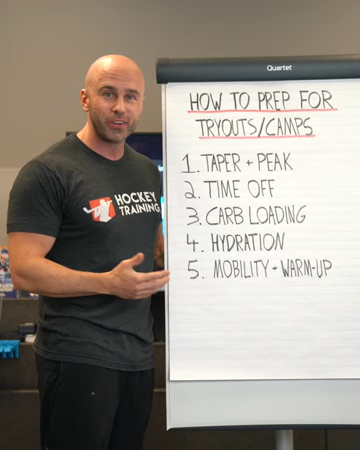 Quartet
HOW TO PREP FOR
TRYOUTS/CAMPS
1. TAPER + PEAK
2. TIME OFF
3. CARB LOADING
4. HYDRATION
5. MOBILITY + WARM-UP
HOCKEY
TRAINING